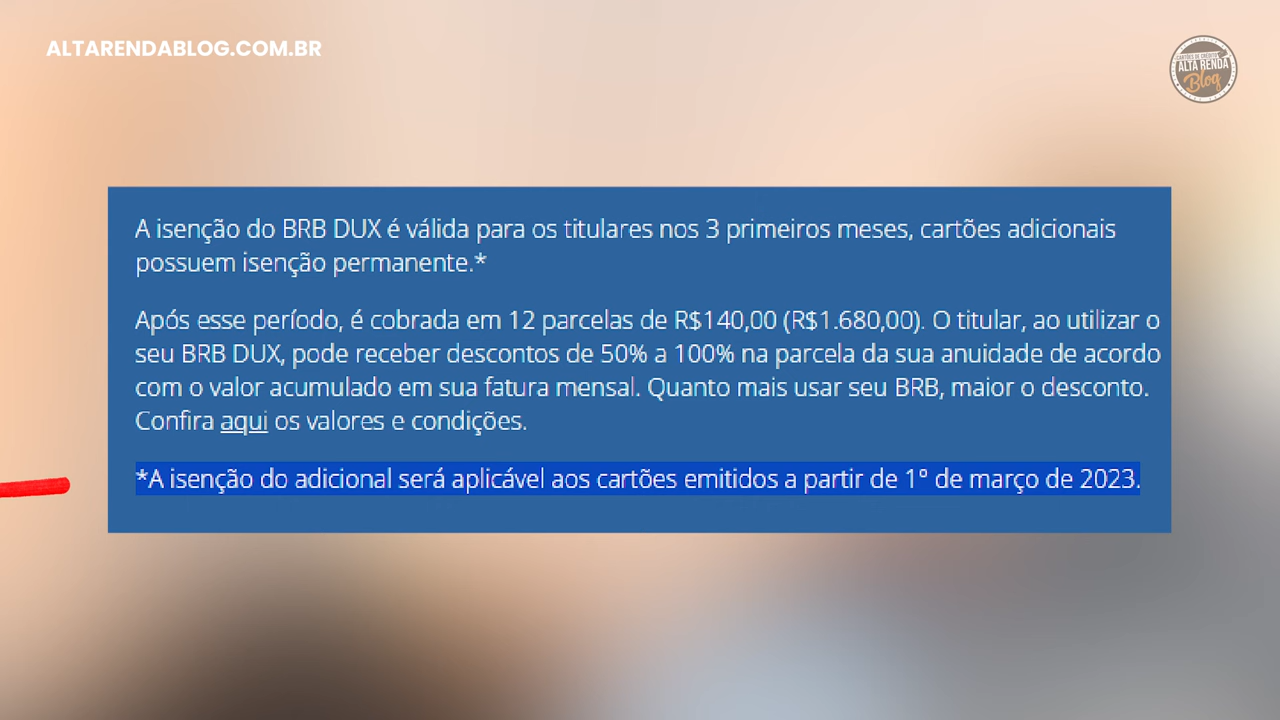 ALTARENDABLOG.COM.BR
CARTÕES DE CRÉDITO
ALTA RENDA
Blog
A isenção do BRB DUX é válida para os titulares nos 3 primeiros meses, cartões adicionais
possuem isenção permanente.*
Após esse período, é cobrada em 12 parcelas de R$140,00 (R$1.680,00). O titular, ao utilizar o
seu BRB DUX, pode receber descontos de 50% a 100% na parcela da sua anuidade de acordo
com o valor acumulado em sua fatura mensal. Quanto mais usar seu BRB, maior o desconto.
Confira aqui os valores e condições.
*A isenção do adicional será aplicável aos cartões emitidos a partir de 1º de março de 2023.